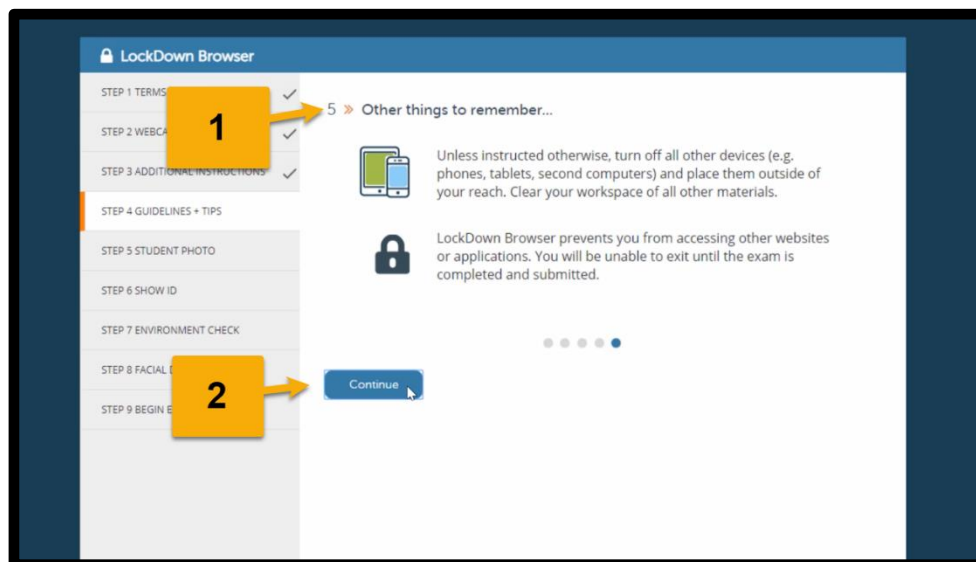 LockDown Browser
STEP 1 TERMS
STEP 2 WEBCA
STEP 3 ADDITIONAL INSTRUCTIONS
STEP 4 GUIDELINES + TIPS
STEP 5 STUDENT PHOTO
STEP 6 SHOW ID
STEP 7 ENVIRONMENT CHECK
STEP 8 FACIAL
STEP 9 BEGIN E
1
2
5 » Other things to remember...
Unless instructed otherwise, turn off all other devices (e.g.
phones, tablets, second computers) and place them outside of
your reach. Clear your workspace of all other materials.
LockDown Browser prevents you from accessing other websites
or applications. You will be unable to exit until the exam is
completed and submitted.
Continue